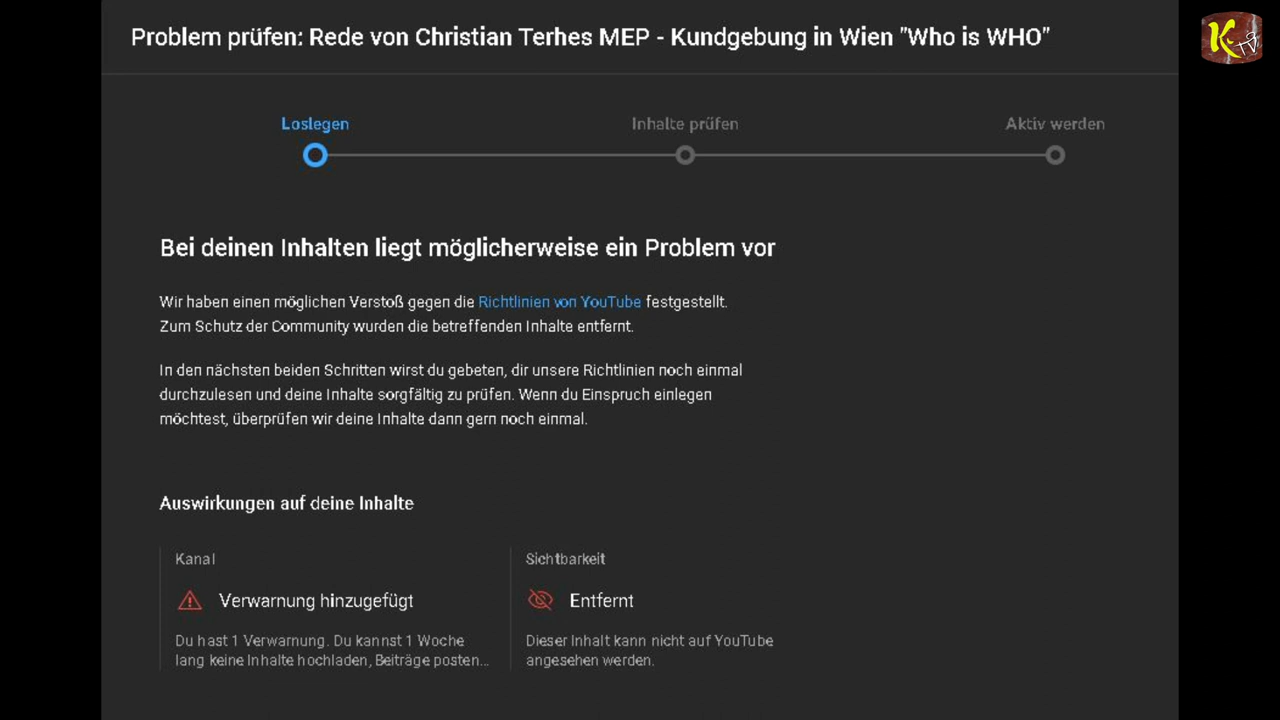 Problem prüfen: Rede von Christian Terhes MEP - Kundgebung in Wien "Who is WHO"
K TV
Loslegen
Inhalte prüfen
Aktiv werden
Bei deinen Inhalten liegt möglicherweise ein Problem vor
Wir haben einen möglichen Verstoß gegen die Richtlinien von YouTube festgestellt.
Zum Schutz der Community wurden die betreffenden Inhalte entfernt.
In den nächsten beiden Schritten wirst du gebeten, dir unsere Richtlinien noch einmal
durchzulesen und deine Inhalte sorgfältig zu prüfen. Wenn du Einspruch einlegen
möchtest, überprüfen wir deine Inhalte dann gern noch einmal.
Auswirkungen auf deine Inhalte
Kanal
Verwarnung hinzugefügt
Du hast 1 Verwarnung. Du kannst 1 Woche
lang keine Inhalte hochladen, Beiträge posten...
Sichtbarkeit
Entfernt
Dieser Inhalt kann nicht auf YouTube
angesehen werden.